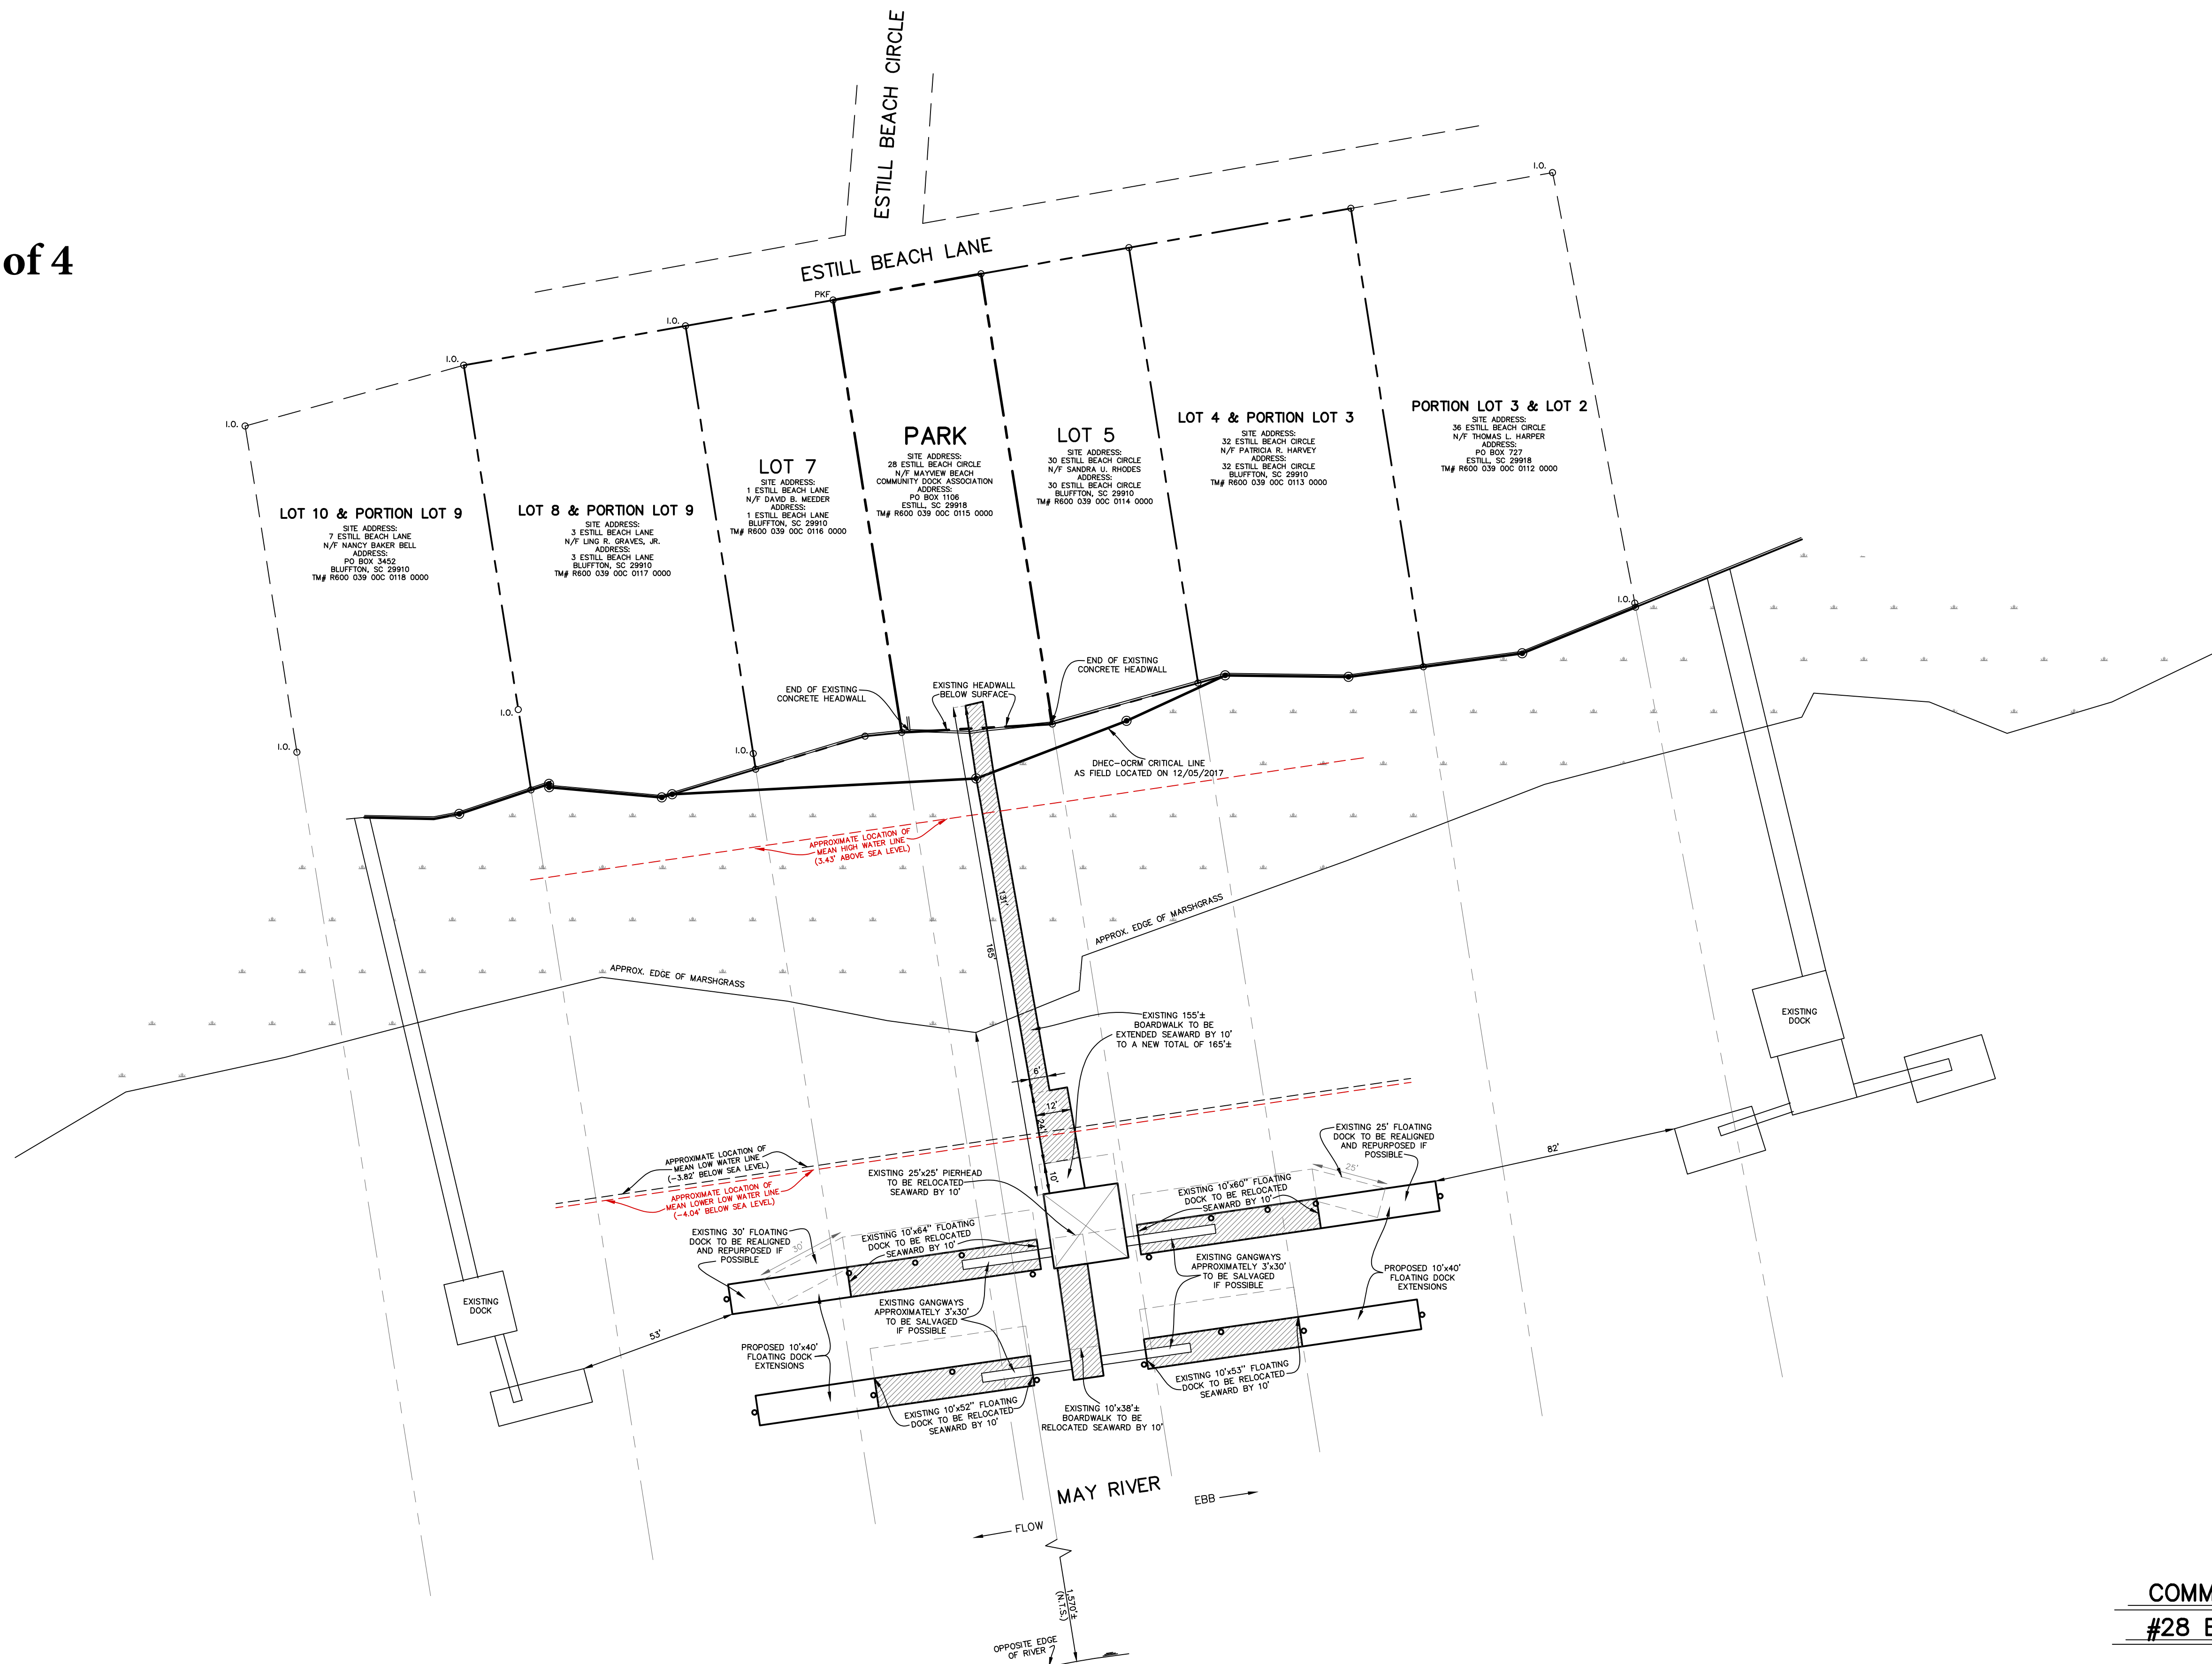 of 4
ESTILL BEACH CIRCLE
ESTILL BEACH LANE
I.O.
I.O.
I.O.
PKF
I.O.
LOT 10 & PORTION LOT 9
SITE ADDRESS:
7 ESTILL BEACH LANE
N/F NANCY BAKER BELL
ADDRESS:
PO BOX 3452
BLUFFTON, SC 29910
TM# R600 039 00C 0118 0000
LOT 8 & PORTION LOT 9
SITE ADDRESS:
3 ESTILL BEACH LANE
N/F LING R. GRAVES, JR.
ADDRESS:
3 ESTILL BEACH LANE
BLUFFTON, SC 29910
TM# R600 039 00C 0117 0000
LOT 7
SITE ADDRESS:
1 ESTILL BEACH LANE
N/F DAVID B. MEEDER
ADDRESS:
1 ESTILL BEACH LANE
BLUFFTON, SC 29910
TM# R600 039 00C 0116 0000
PARK
SITE ADDRESS:
28 ESTILL BEACH CIRCLE
N/F MAYVIEW BEACH
COMMUNITY DOCK ASSOCIATION
ADDRESS:
PO BOX 1106
ESTILL, SC 29918
TM# R600 039 00C 0115 0000
LOT 5
SITE ADDRESS:
30 ESTILL BEACH CIRCLE
N/F SANDRA U. RHODES
ADDRESS:
30 ESTILL BEACH CIRCLE
BLUFFTON, SC 29910
TM# R600 039 00C 0114 0000
LOT 4 & PORTION LOT 3
SITE ADDRESS:
32 ESTILL BEACH CIRCLE
N/F PATRICIA R. HARVEY
ADDRESS:
32 ESTILL BEACH CIRCLE
BLUFFTON, SC 29910
TM# R600 039 00C 0113 0000
PORTION LOT 3 & LOT 2
SITE ADDRESS:
36 ESTILL BEACH CIRCLE
N/F THOMAS L. HARPER
ADDRESS:
PO BOX 727
ESTILL, SC 29918
TM# R600 039 00C 0112 0000
I.O.
I.O.
I.O.
I.O.
END OF EXISTING
CONCRETE HEADWALL
EXISTING HEADWALL
BELOW SURFACE
END OF EXISTING
CONCRETE HEADWALL
DHEC-OCRM CRITICAL LINE
AS FIELD LOCATED ON 12/05/2017
APPROXIMATE LOCATION OF
MEAN HIGH WATER LINE
(3.43' ABOVE SEA LEVEL)
131'
165'
APPROX. EDGE OF MARSHGRASS
APPROX. EDGE OF MARSHGRASS
EXISTING 155'±
BOARDWALK TO BE
EXTENDED SEAWARD BY 10'
TO A NEW TOTAL OF 165'±
EXISTING
DOCK
6'
12'
24'
10'
APPROXIMATE LOCATION OF
MEAN LOW WATER LINE
(-3.82' BELOW SEA LEVEL)
APPROXIMATE LOCATION OF
MEAN LOWER LOW WATER LINE
(-4.04' BELOW SEA LEVEL)
EXISTING 25'x25' PIERHEAD
TO BE RELOCATED
SEAWARD BY 10'
EXISTING 25' FLOATING
DOCK TO BE REALIGNED
AND REPURPOSED IF
POSSIBLE
25'
82'
EXISTING 10'x60" FLOATING
DOCK TO BE RELOCATED
SEAWARD BY 10'
EXISTING 30' FLOATING
DOCK TO BE REALIGNED
AND REPURPOSED IF
POSSIBLE
30'
EXISTING 10'x64" FLOATING
DOCK TO BE RELOCATED
SEAWARD BY 10'
EXISTING GANGWAYS
APPROXIMATELY 3'x30'
TO BE SALVAGED
IF POSSIBLE
PROPOSED 10'x40'
FLOATING DOCK
EXTENSIONS
EXISTING
DOCK
53'
EXISTING GANGWAYS
APPROXIMATELY 3'x30'
TO BE SALVAGED
IF POSSIBLE
PROPOSED 10'x40'
FLOATING DOCK
EXTENSIONS
EXISTING 10'x53" FLOATING
DOCK TO BE RELOCATED
SEAWARD BY 10'
EXISTING 10'x52" FLOATING
DOCK TO BE RELOCATED
SEAWARD BY 10'
EXISTING 10'x38'±
BOARDWALK TO BE
RELOCATED SEAWARD BY 10'
MAY RIVER
EBB
FLOW
1,570'±
(N.T.S.)
OPPOSITE EDGE
OF RIVER
COMM
#28 E